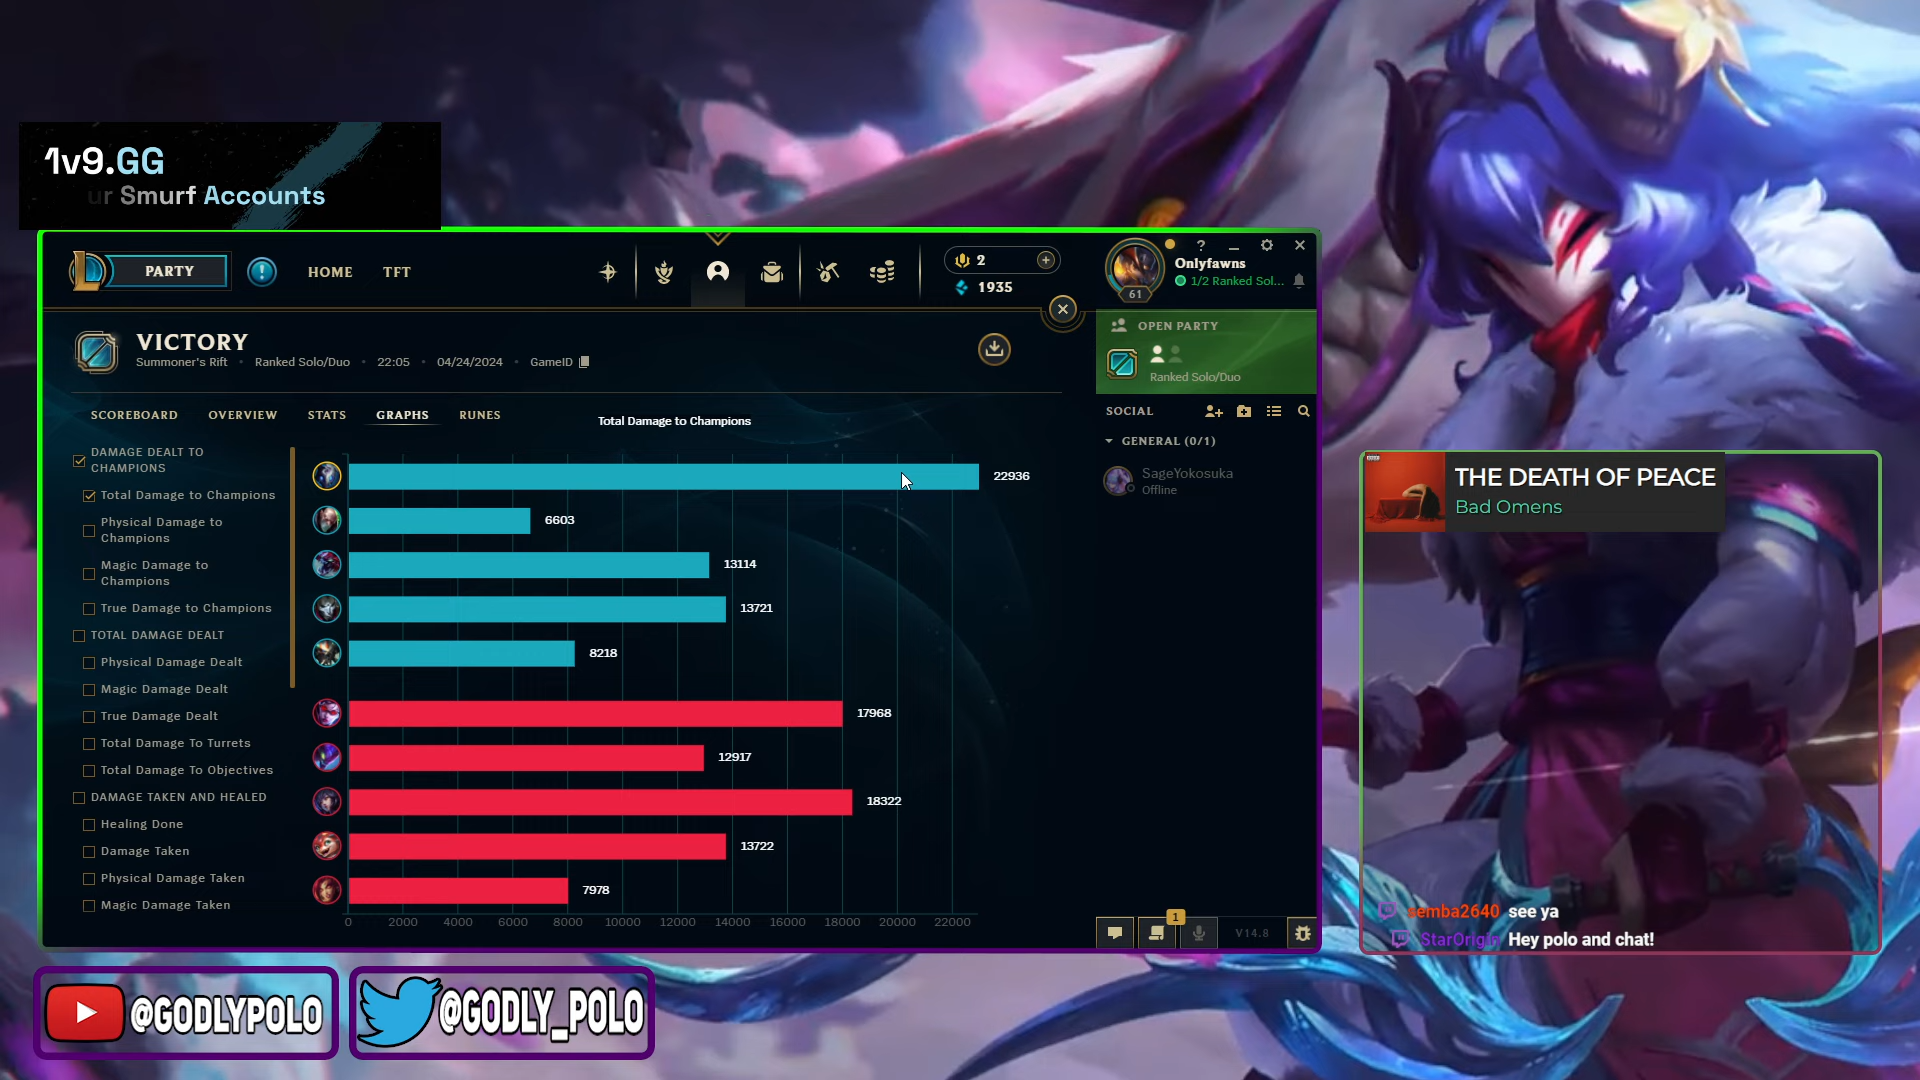 1v9.GG
ur Smurf Accounts
PARTY
HOME
TFT
2
1935
61
Onlyfawns
1/2 Ranked Sol...
VICTORY
Summoner's Rift • Ranked Solo/Duo • 22:05 • 04/24/2024 • GameID
OPEN PARTY
Ranked Solo/Duo
SCOREBOARD
OVERVIEW
STATS
GRAPHS
RUNES
Total Damage to Champions
SOCIAL
GENERAL (0/1)
SageYokosuka
Offline
DAMAGE DEALT TO
CHAMPIONS
Total Damage to Champions
Physical Damage to
Champions
Magic Damage to
Champions
True Damage to Champions
TOTAL DAMAGE DEALT
Physical Damage Dealt
Magic Damage Dealt
True Damage Dealt
Total Damage To Turrets
Total Damage To Objectives
DAMAGE TAKEN AND HEALED
Healing Done
Damage Taken
Physical Damage Taken
Magic Damage Taken
22936
6603
13114
13721
8218
17968
12917
18322
13722
7978
0 2000 4000 6000 8000 10000 12000 14000 16000 18000 20000 22000
1
V14.8
THE DEATH OF PEACE
Bad Omens
semba2640 see ya
StarOrigin Hey polo and chat!
@GODLYPOLO
@GODLY_POLO